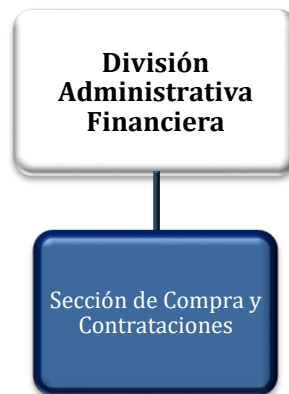 División
Administrativa
Financiera
Sección de Compra y
Contrataciones